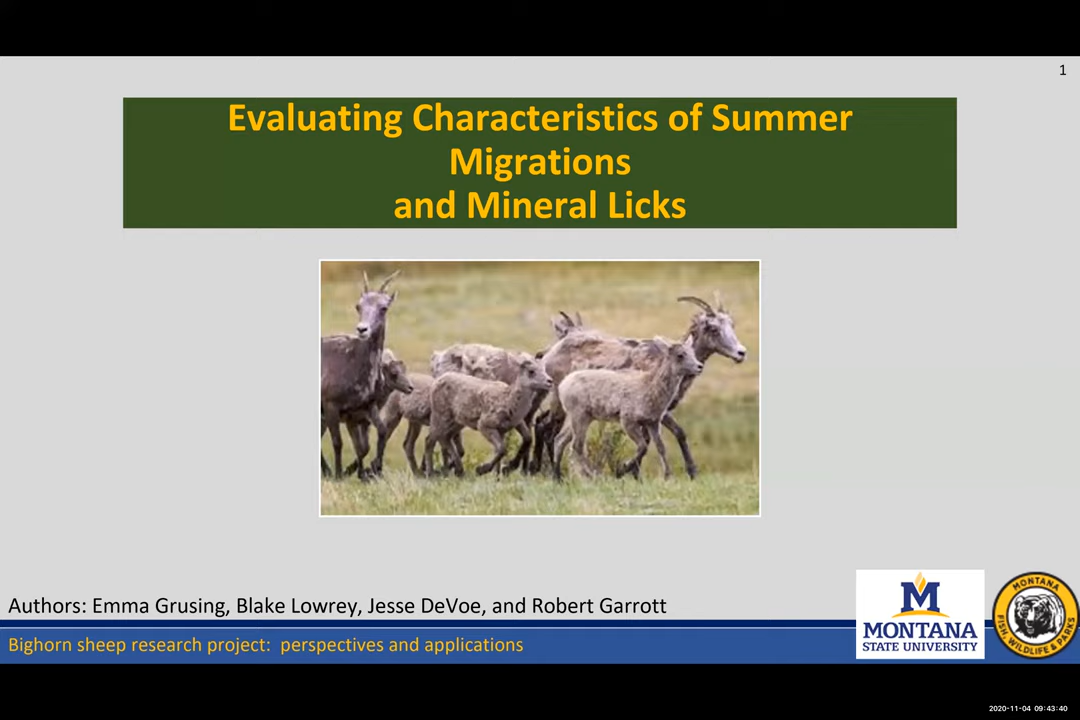 1
Evaluating Characteristics of Summer
Migrations
and Mineral Licks
Authors: Emma Grusing, Blake Lowrey, Jesse DeVoe, and Robert Garrott
Bighorn sheep research project:  perspectives and applications
M
MONTANA
STATE UNIVERSITY
MONTANA
FISH, WILDLIFE & PARKS
2020-11-04 09:43:40